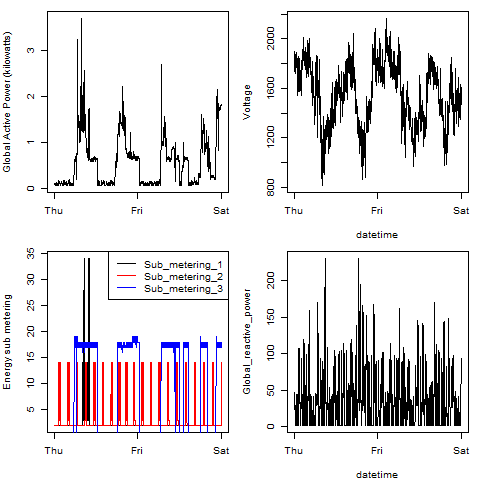 Global Active Power (kilowatts)
0 1 2 3
Thu Fri Sat
Voltage
800 1200 1600 2000
Thu Fri Sat
datetime
Energy sub metering
5 10 15 20 25 30 35
Sub_metering_1
Sub_metering_2
Sub_metering_3
Thu Fri Sat
Global_reactive_power
0 50 100 150 200
Thu Fri Sat
datetime